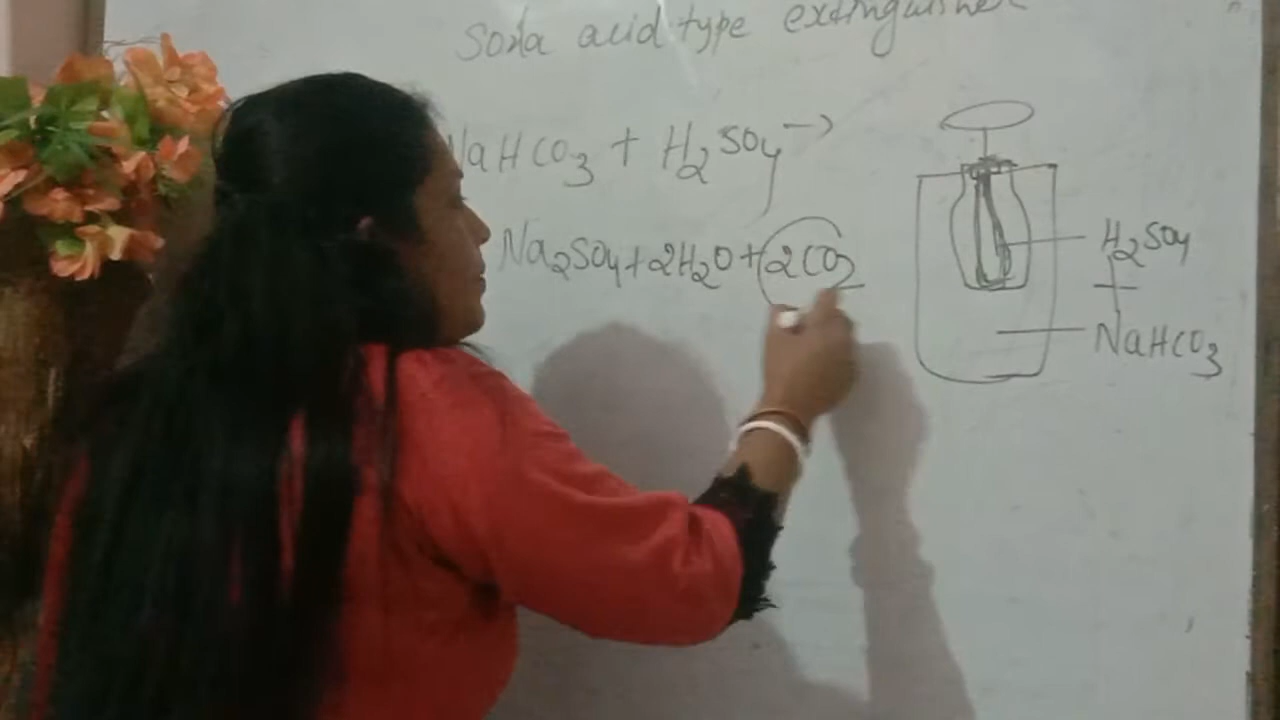 Soda acid type extinguisher
NaHCO₃ + H₂SO₄ →
Na₂SO₄ + 2H₂O + 2CO₂
H₂SO₄
+
NaHCO₃